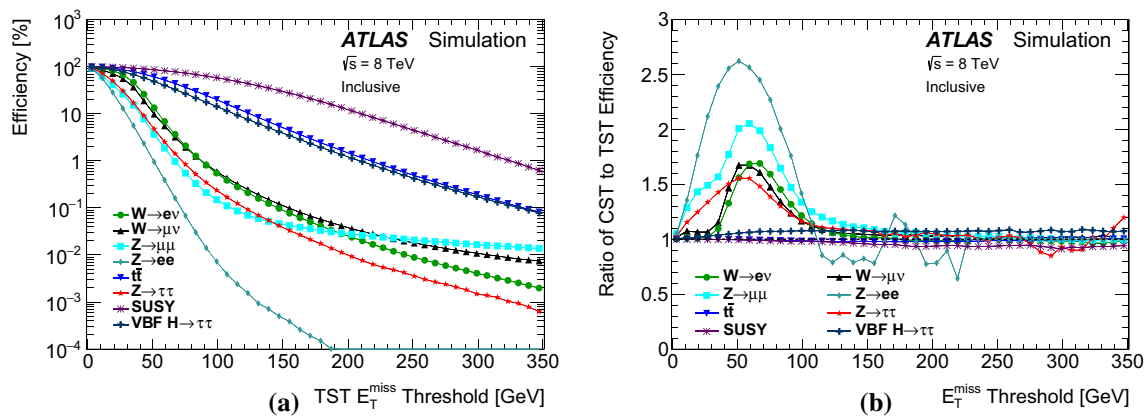 Efficiency [%]
10³
10²
10
1
10⁻¹
10⁻²
10⁻³
10⁻⁴
ATLAS Simulation
√s = 8 TeV
Inclusive
W→eν
W→μν
Z→μμ
Z→ee
tt̄
Z→ττ
SUSY
VBF H→ττ
0 50 100 150 200 250 300 350
(a) TST E_T^miss Threshold [GeV]
Ratio of CST to TST Efficiency
3
2.5
2
1.5
1
0.5
0
ATLAS Simulation
√s = 8 TeV
Inclusive
W→eν W→μν
Z→μμ Z→ee
tt̄ Z→ττ
SUSY VBF H→ττ
0 50 100 150 200 250 300 350
(b) E_T^miss Threshold [GeV]